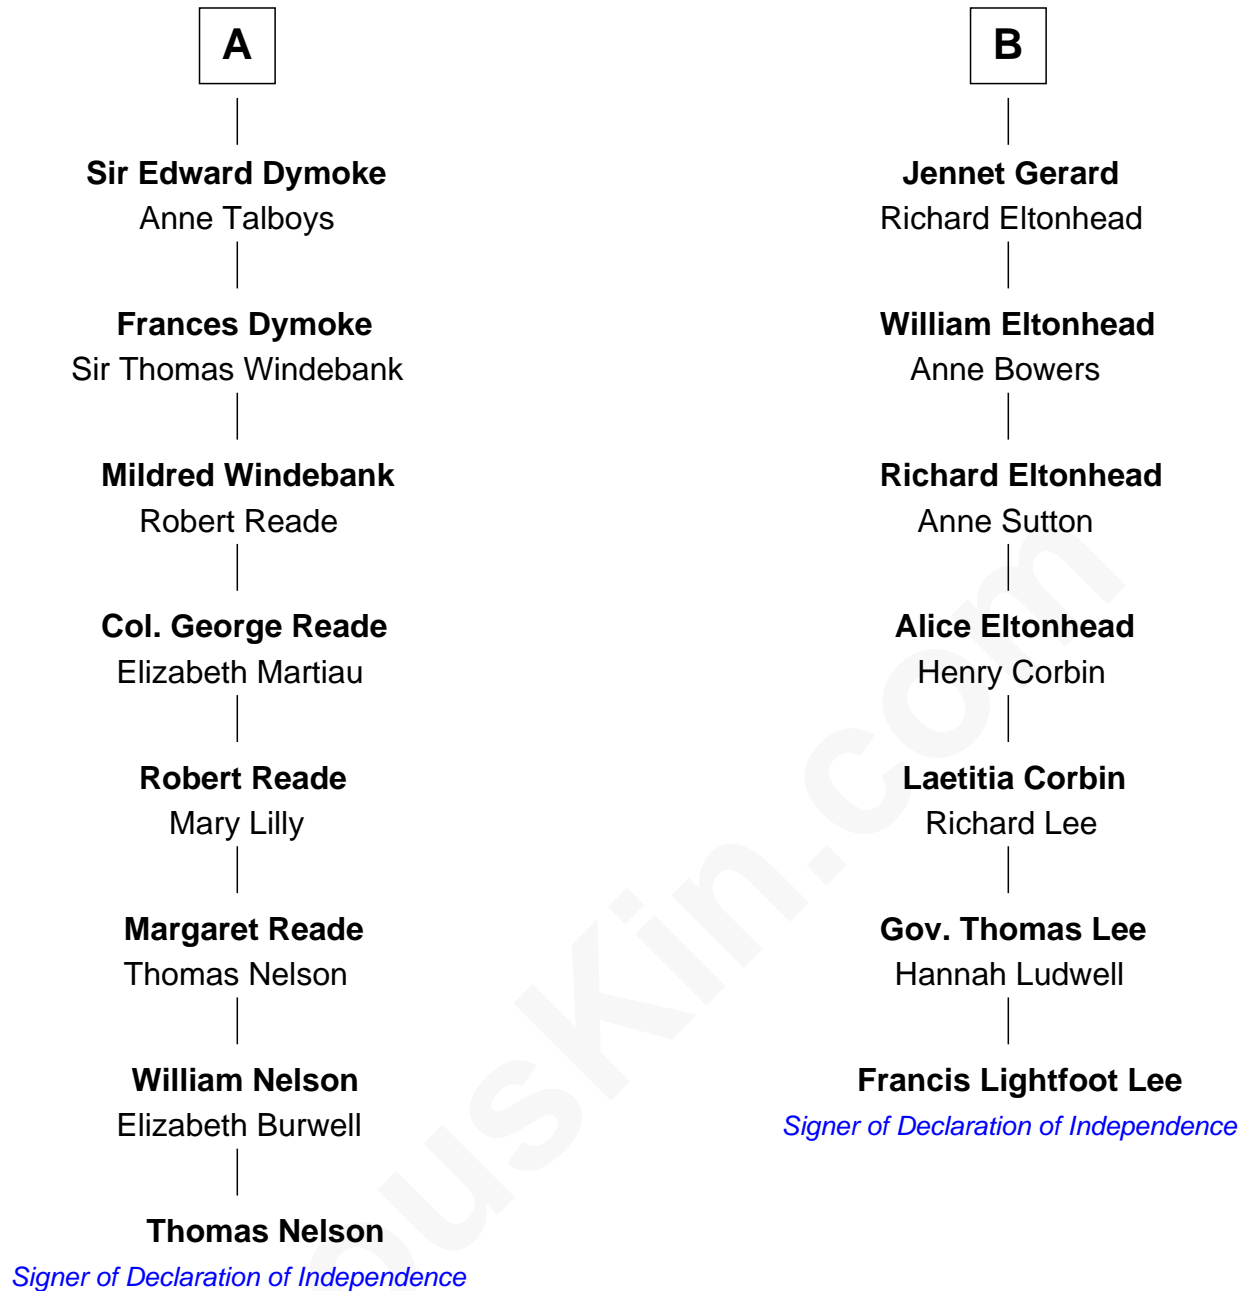 A
Sir Edward Dymoke
Anne Talboys
Frances Dymoke
Sir Thomas Windebank
Mildred Windebank
Robert Reade
Col. George Reade
Elizabeth Martiau
Robert Reade
Mary Lilly
Margaret Reade
Thomas Nelson
William Nelson
Elizabeth Burwell
Thomas Nelson
Signer of Declaration of Independence
B
Jennet Gerard
Richard Eltonhead
William Eltonhead
Anne Bowers
Richard Eltonhead
Anne Sutton
Alice Eltonhead
Henry Corbin
Laetitia Corbin
Richard Lee
Gov. Thomas Lee
Hannah Ludwell
Francis Lightfoot Lee
Signer of Declaration of Independence
ousKin.com